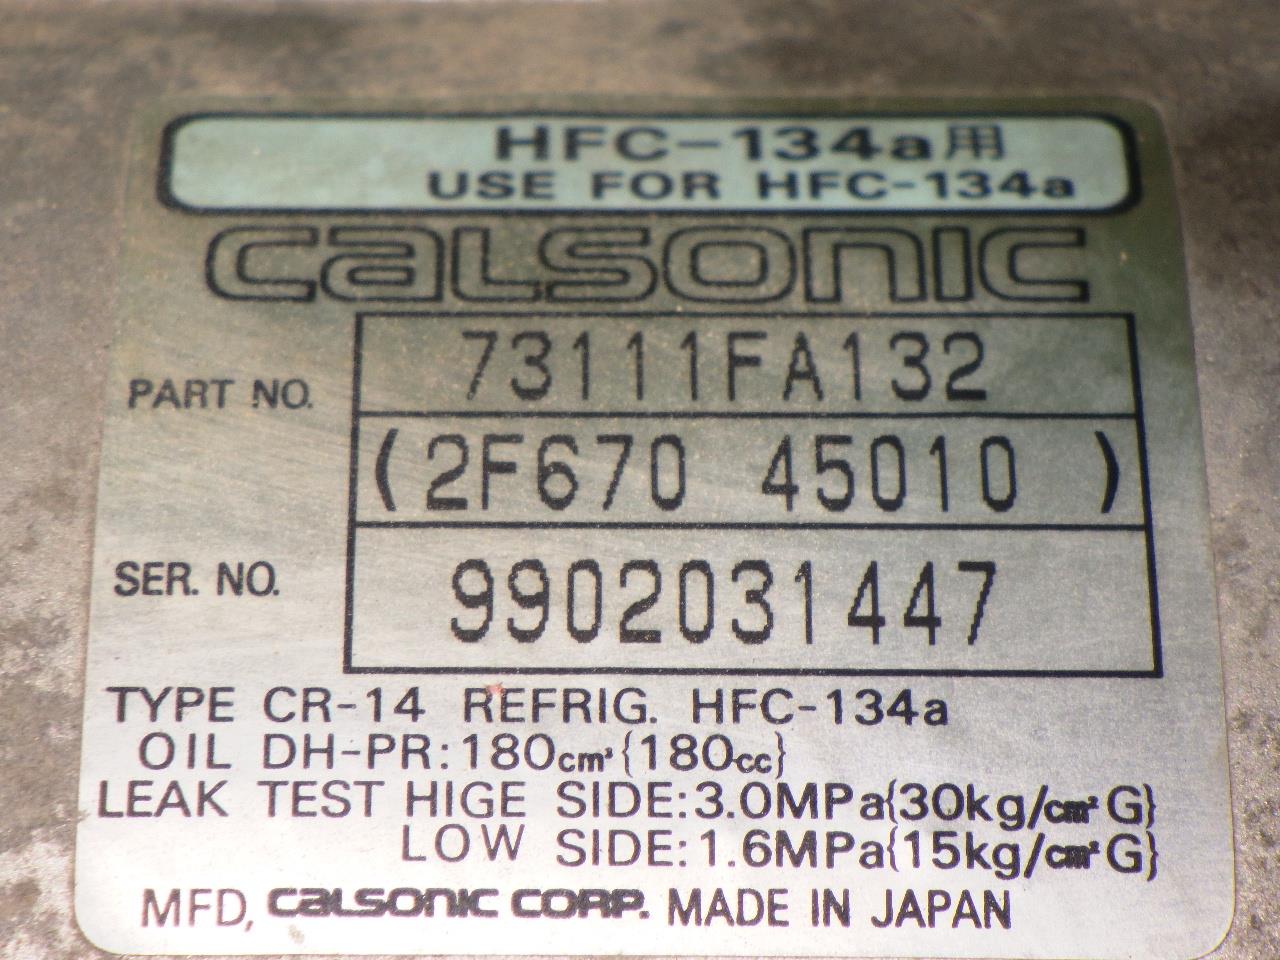 HFC-134a用
USE FOR HFC-134a
CALSONIC
PART NO. 73111FA132
(2F670 45010 )
SER. NO. 9902031447
TYPE CR-14 REFRIG. HFC-134a
OIL DH-PR:180cm³{180cc}
LEAK TEST HIGE SIDE:3.0MPa{30kg/cm²G}
LOW SIDE:1.6MPa{15kg/cm²G}
MFD, CALSONIC CORP. MADE IN JAPAN